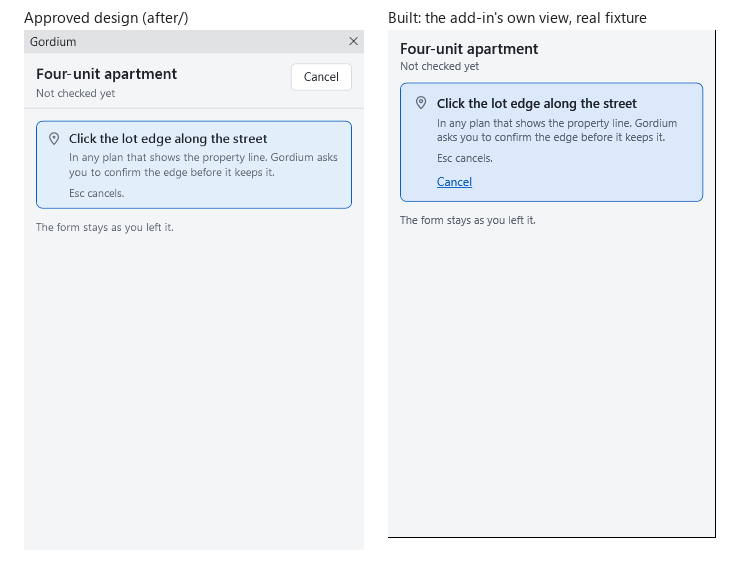 Approved design (after/)
Gordium
Four-unit apartment
Cancel
Not checked yet
Click the lot edge along the street
In any plan that shows the property line. Gordium asks
you to confirm the edge before it keeps it.
Esc cancels.
The form stays as you left it.
Built: the add-in's own view, real fixture
Four-unit apartment
Not checked yet
Click the lot edge along the street
In any plan that shows the property line. Gordium
asks you to confirm the edge before it keeps it.
Esc cancels.
Cancel
The form stays as you left it.